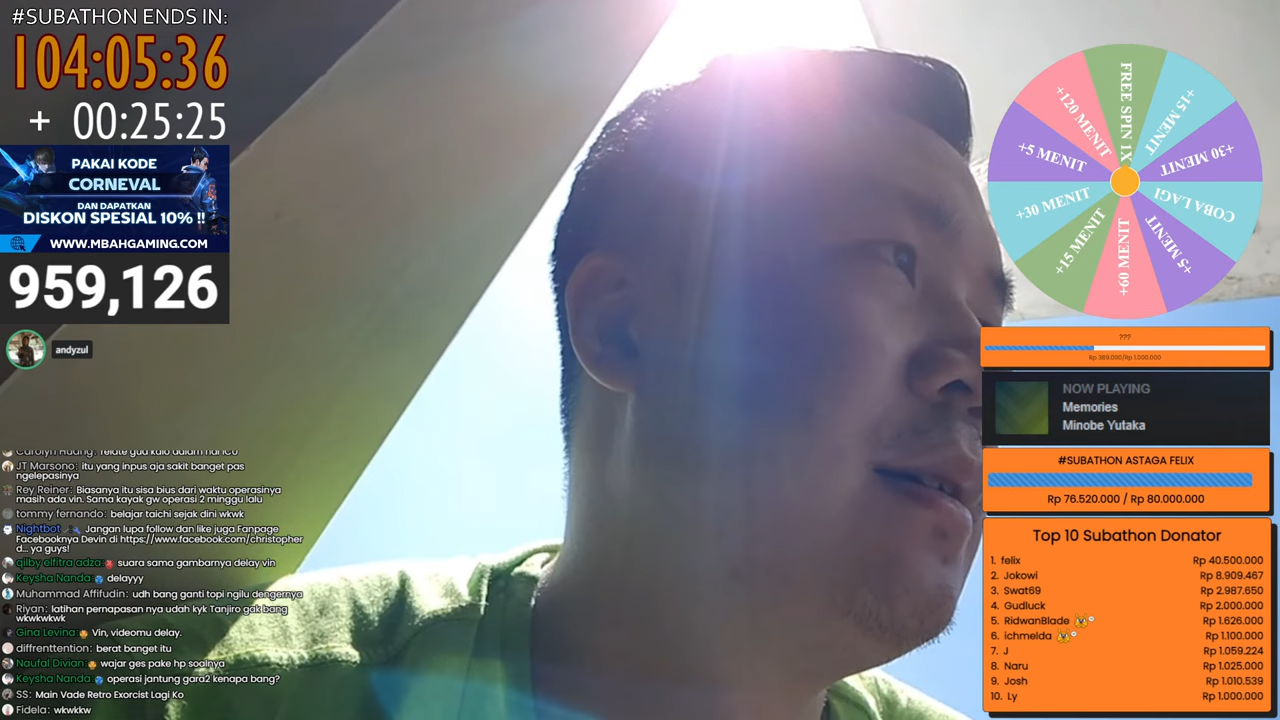 #SUBATHON ENDS IN:
104:05:36
+ 00:25:25
PAKAI KODE
CORNEVAL
DAN DAPATKAN
DISKON SPESIAL 10% !!
WWW.MBAHGAMING.COM
959,126
andyzul
Carolyn Huang: relate gua kalo dalam hal ICU
JT Marsono: itu yang inpus aja sakit banget pas
ngelepasinya
Rey Reiner: Biasanya itu sisa bius dari waktu operasinya
masih ada vin. Sama kayak gw operasi 2 minggu lalu
tommy fernando: belajar taichi sejak dini wkwk
Nightbot: Jangan lupa follow dan like juga Fanpage
Facebooknya Devin di https://www.facebook.com/christopher
d... ya guys!
gilby elfitra adza: suara sama gambarnya delay vin
Keysha Nanda: delayyy
Muhammad Affifudin: udh bang ganti topi ngilu dengernya
Riyan: latihan pernapasan nya udah kyk Tanjiro gak bang
wkwkwkwk
Gina Levina: Vin, videomu delay.
diffrenttention: berat banget itu
Naufal Divian: wajar ges pake hp soalnya
Keysha Nanda: operasi jantung gara2 kenapa bang?
SS: Main Vade Retro Exorcist Lagi Ko
Fidela: wkwkkw
FREE SPIN 1X
+15 MENIT
+30 MENIT
COBA LAGI
+5 MENIT
+60 MENIT
+15 MENIT
+30 MENIT
+5 MENIT
+120 MENIT
???
Rp 389.000/Rp 1.000.000
NOW PLAYING
Memories
Minobe Yutaka
#SUBATHON ASTAGA FELIX
Rp 76.520.000 / Rp 80.000.000
Top 10 Subathon Donator
1. felix Rp 40.500.000
2. Jokowi Rp 8.909.467
3. Swat69 Rp 2.987.650
4. Gudluck Rp 2.000.000
5. RidwanBlade Rp 1.626.000
6. ichmelda Rp 1.100.000
7. J Rp 1.059.224
8. Naru Rp 1.025.000
9. Josh Rp 1.010.539
10. Ly Rp 1.000.000